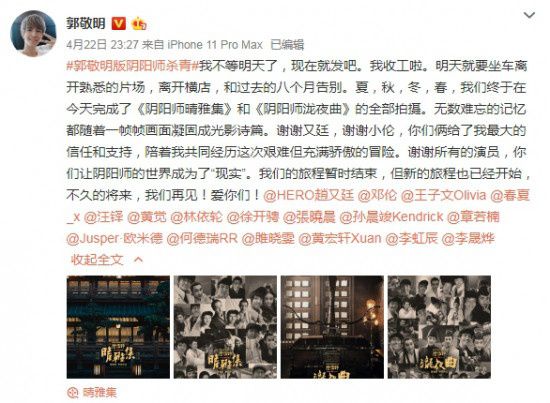 郭敬明
4月22日 23:27 来自 iPhone 11 Pro Max 已编辑
#郭敬明版阴阳师杀青#我不等明天了，现在就发吧。我收工啦。明天就要坐车离
开熟悉的片场，离开横店，和过去的八个月告别。夏，秋，冬，春，我们终于在
今天完成了《阴阳师晴雅集》和《阴阳师泷夜曲》的全部拍摄。无数难忘的记忆
都随着一帧帧画面凝固成光影诗篇。谢谢又廷，谢谢小伦，你们俩给了我最大的
信任和支持，陪着我共同经历这次艰难但充满骄傲的冒险。谢谢所有的演员，你
们让阴阳师的世界成为了“现实”。我们的旅程暂时结束，但新的旅程也已经开始，
不久的将来，我们再见！爱你们！@HERO趙又廷 @邓伦 @王子文Olivia @春夏
_x @汪铎 @黄觉 @林依轮 @徐开骋 @張曉晨 @孙晨竣Kendrick @章若楠
@Jusper·欧米德 @何德瑞RR @雎晓雯 @黄宏轩Xuan @李虹辰 @李晟烨
收起全文
晴雅集
晴雅集
泷夜曲
泷夜曲
晴雅集